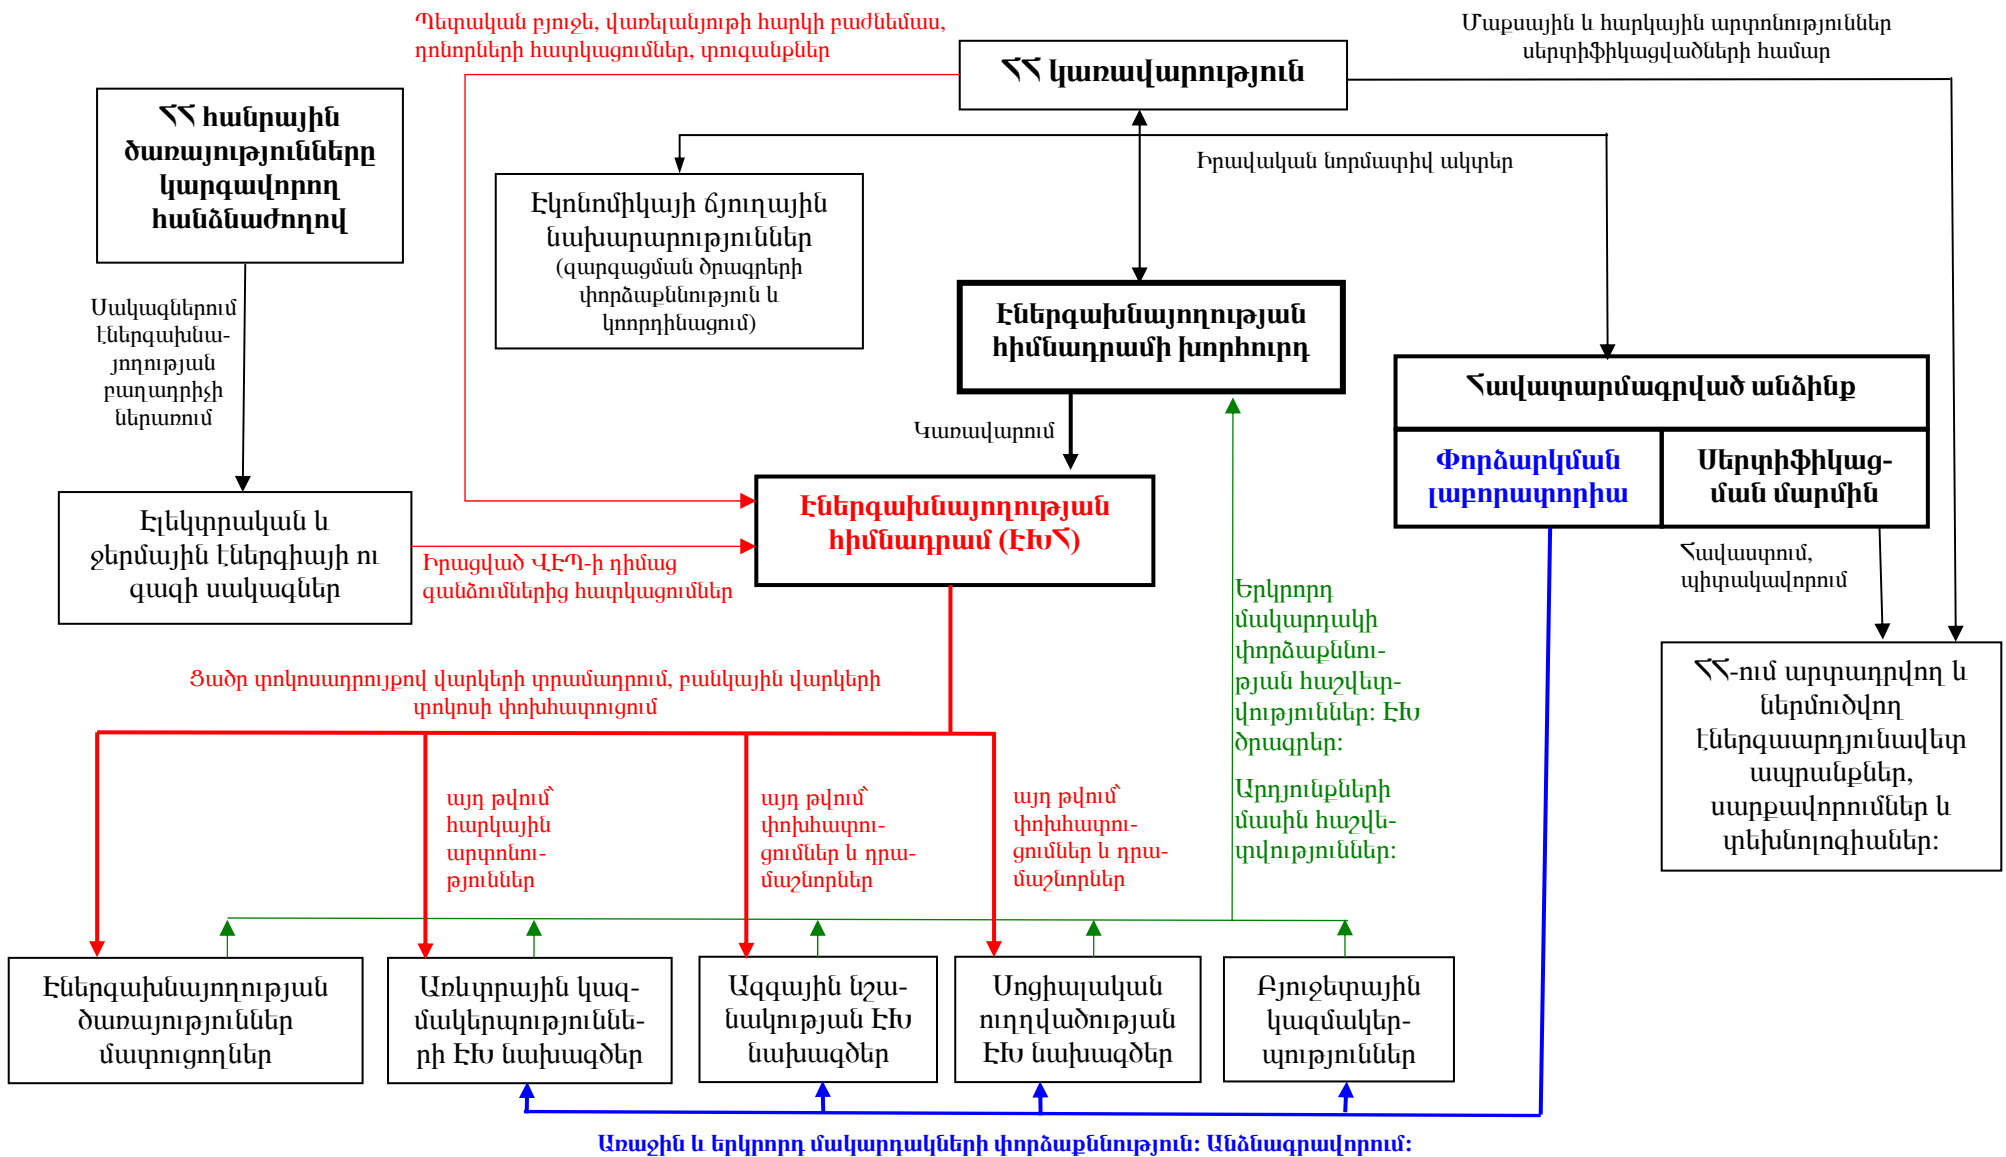 Պետական բյուջե, վառելանյութի հարկի բաժնեմաս,
դոնորների հատկացումներ, տուգանքներ
ՀՀ կառավարություն
Մաքսային և հարկային արտոնություններ
սերտիֆիկացվածների համար
ՀՀ հանրային
ծառայությունները
կարգավորող
հանձնաժողով
Իրավական նորմատիվ ակտեր
Էկոնոմիկայի ճյուղային
նախարարություններ
(զարգացման ծրագրերի
փորձաքննություն և
կոորդինացում)
Սակագներում
էներգախնա-
յողության
բաղադրիչի
ներառում
Էներգախնայողության
հիմնադրամի խորհուրդ
Հավատարմագրված անձինք
Փորձարկման
լաբորատորիա
Սերտիֆիկաց-
ման մարմին
Կառավարում
Էլեկտրական և
ջերմային էներգիայի ու
գազի սակագներ
Իրացված ՎԷՊ-ի դիմաց
գանձումներից հատկացումներ
Էներգախնայողության
հիմնադրամ (ԷԽՀ)
Հավաստում,
պիտակավորում
Երկրորդ
մակարդակի
փորձաքննու-
թյան հաշվետ-
վություններ: ԷԽ
ծրագրեր:
Արդյունքների
մասին հաշվե-
տվություններ:
ՀՀ-ում արտադրվող և
ներմուծվող
էներգաարդյունավետ
ապրանքներ,
սարքավորումներ և
տեխնոլոգիաներ:
Ցածր տոկոսադրույքով վարկերի տրամադրում, բանկային վարկերի
տոկոսի փոխհատուցում
այդ թվում՝
հարկային
արտոնու-
թյուններ
այդ թվում՝
փոխհատու-
ցումներ և դրա-
մաշնորներ
այդ թվում՝
փոխհատու-
ցումներ և դրա-
մաշնորներ
Էներգախնայողության
ծառայություններ
մատուցողներ
Առևտրային կազ-
մակերպություննե-
րի ԷԽ նախագծեր
Ազգային նշա-
նակության ԷԽ
նախագծեր
Սոցիալական
ուղղվածության
ԷԽ նախագծեր
Բյուջետային
կազմակեր-
պություններ
Առաջին և երկրորդ մակարդակների փորձաքննություն: Անձնագրավորում: